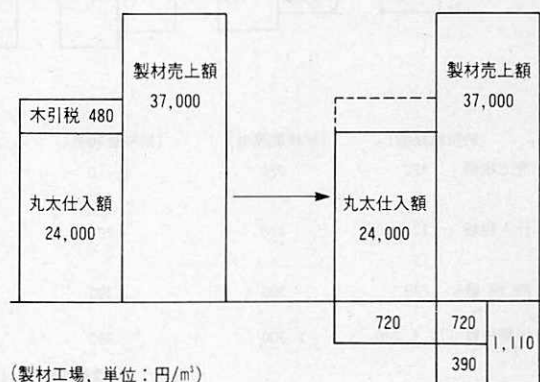 製材売上額
37,000
木引税 480
丸太仕入額
24,000
製材売上額
37,000
丸太仕入額
24,000
720
720
1,110
390
(製材工場, 単位：円/m³)